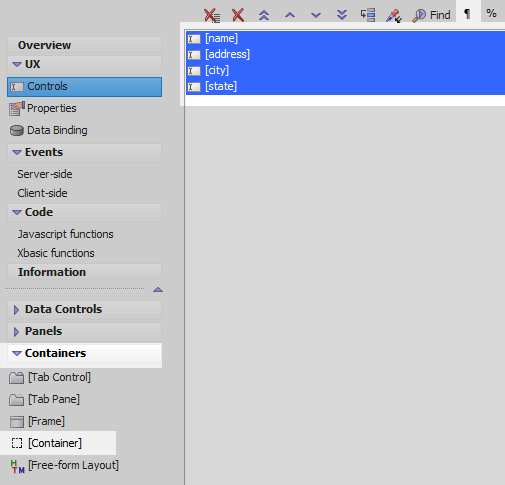 Find ¶ %
Overview
UX
Controls
Properties
Data Binding
Events
Server-side
Client-side
Code
Javascript functions
Xbasic functions
Information
Data Controls
Panels
Containers
[Tab Control]
[Tab Pane]
[Frame]
[Container]
HTM [Free-form Layout]
[name]
[address]
[city]
[state]